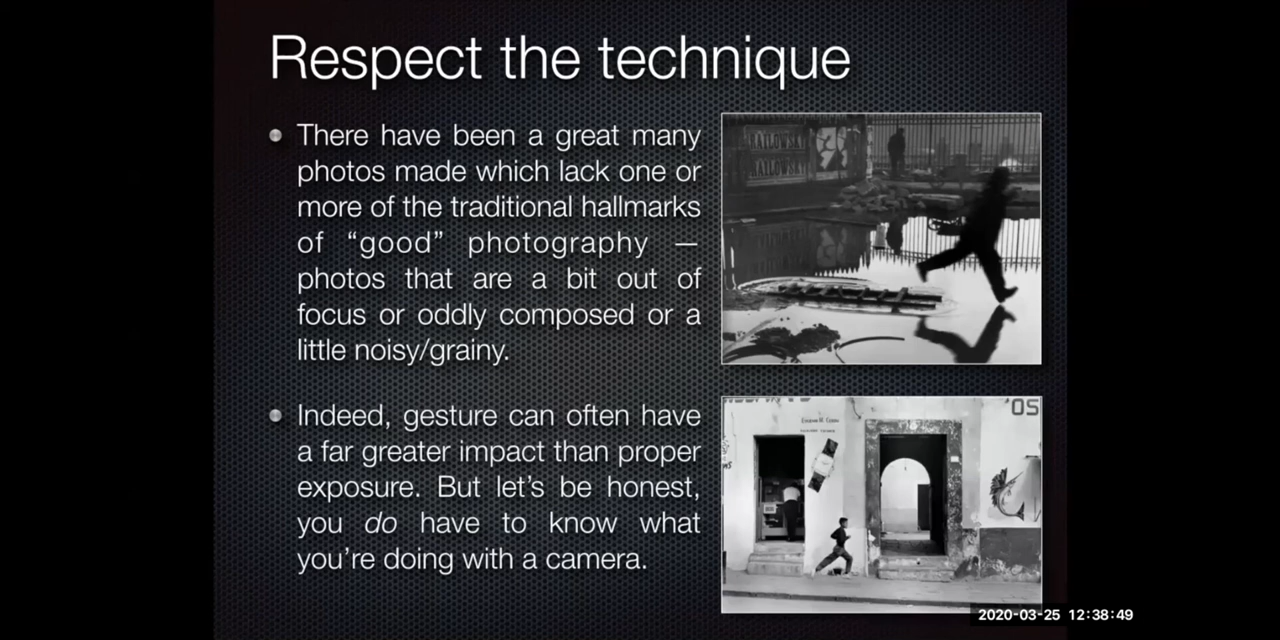 Respect the technique
There have been a great many
photos made which lack one or
more of the traditional hallmarks
of “good” photography —
photos that are a bit out of
focus or oddly composed or a
little noisy/grainy.
Indeed, gesture can often have
a far greater impact than proper
exposure. But let’s be honest,
you do have to know what
you’re doing with a camera.
RAILOWSKY
RAILOWSKY
OS
2020-03-25 12:38:49